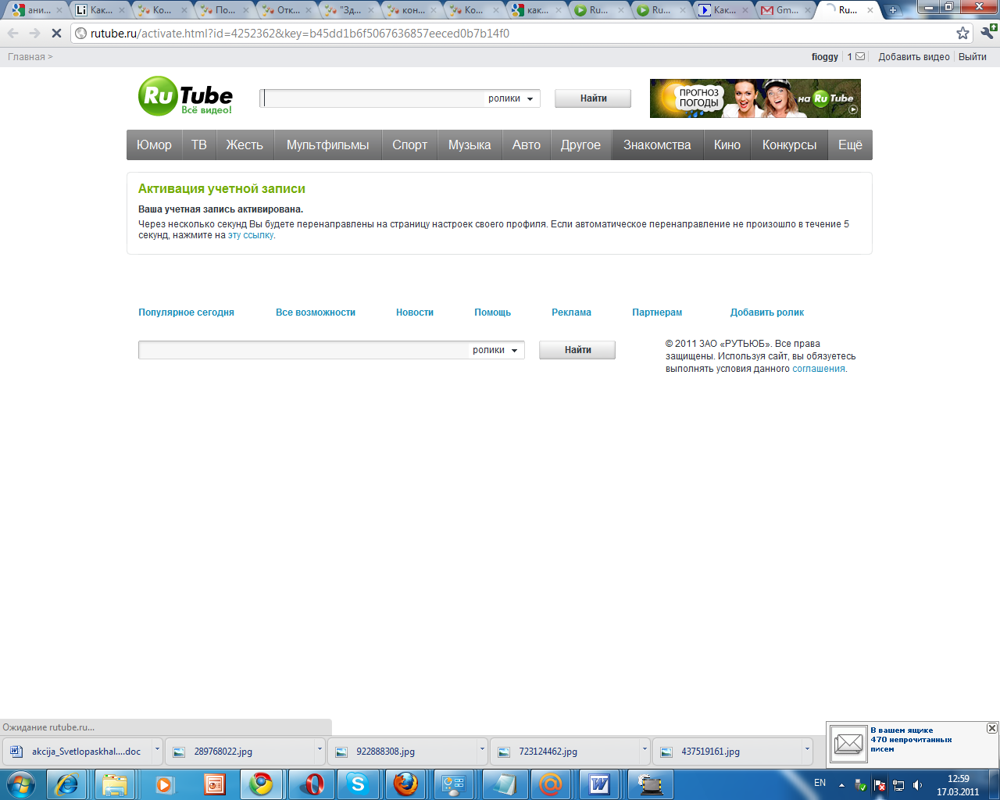 ани...
Как...
Ко...
По...
Отк...
"Зд...
кон...
Ко...
как...
Ru...
Ru...
Как...
Gm...
Ru...
rutube.ru/activate.html?id=4252362&key=b45dd1b6f5067636857eeced0b7b14f0
Главная >
fioggy 1 Добавить видео Выйти
RuTube
Всё видео!
ролики
Найти
ПРОГНОЗ
ПОГОДЫ
на RuTube
Юмор ТВ Жесть Мультфильмы Спорт Музыка Авто Другое Знакомства Кино Конкурсы Ещё
Активация учетной записи
Ваша учетная запись активирована.
Через несколько секунд Вы будете перенаправлены на страницу настроек своего профиля. Если автоматическое перенаправление не произошло в течение 5
секунд, нажмите на эту ссылку.
Популярное сегодня Все возможности Новости Помощь Реклама Партнерам Добавить ролик
ролики
Найти
© 2011 ЗАО «РУТЬЮБ». Все права
защищены. Используя сайт, вы обязуетесь
выполнять условия данного соглашения.
Ожидание rutube.ru...
akcija_Svetlopaskhal....doc
289768022.jpg
922888308.jpg
723124462.jpg
437519161.jpg
В вашем ящике
470 непрочитанных
писем
EN
12:59
17.03.2011